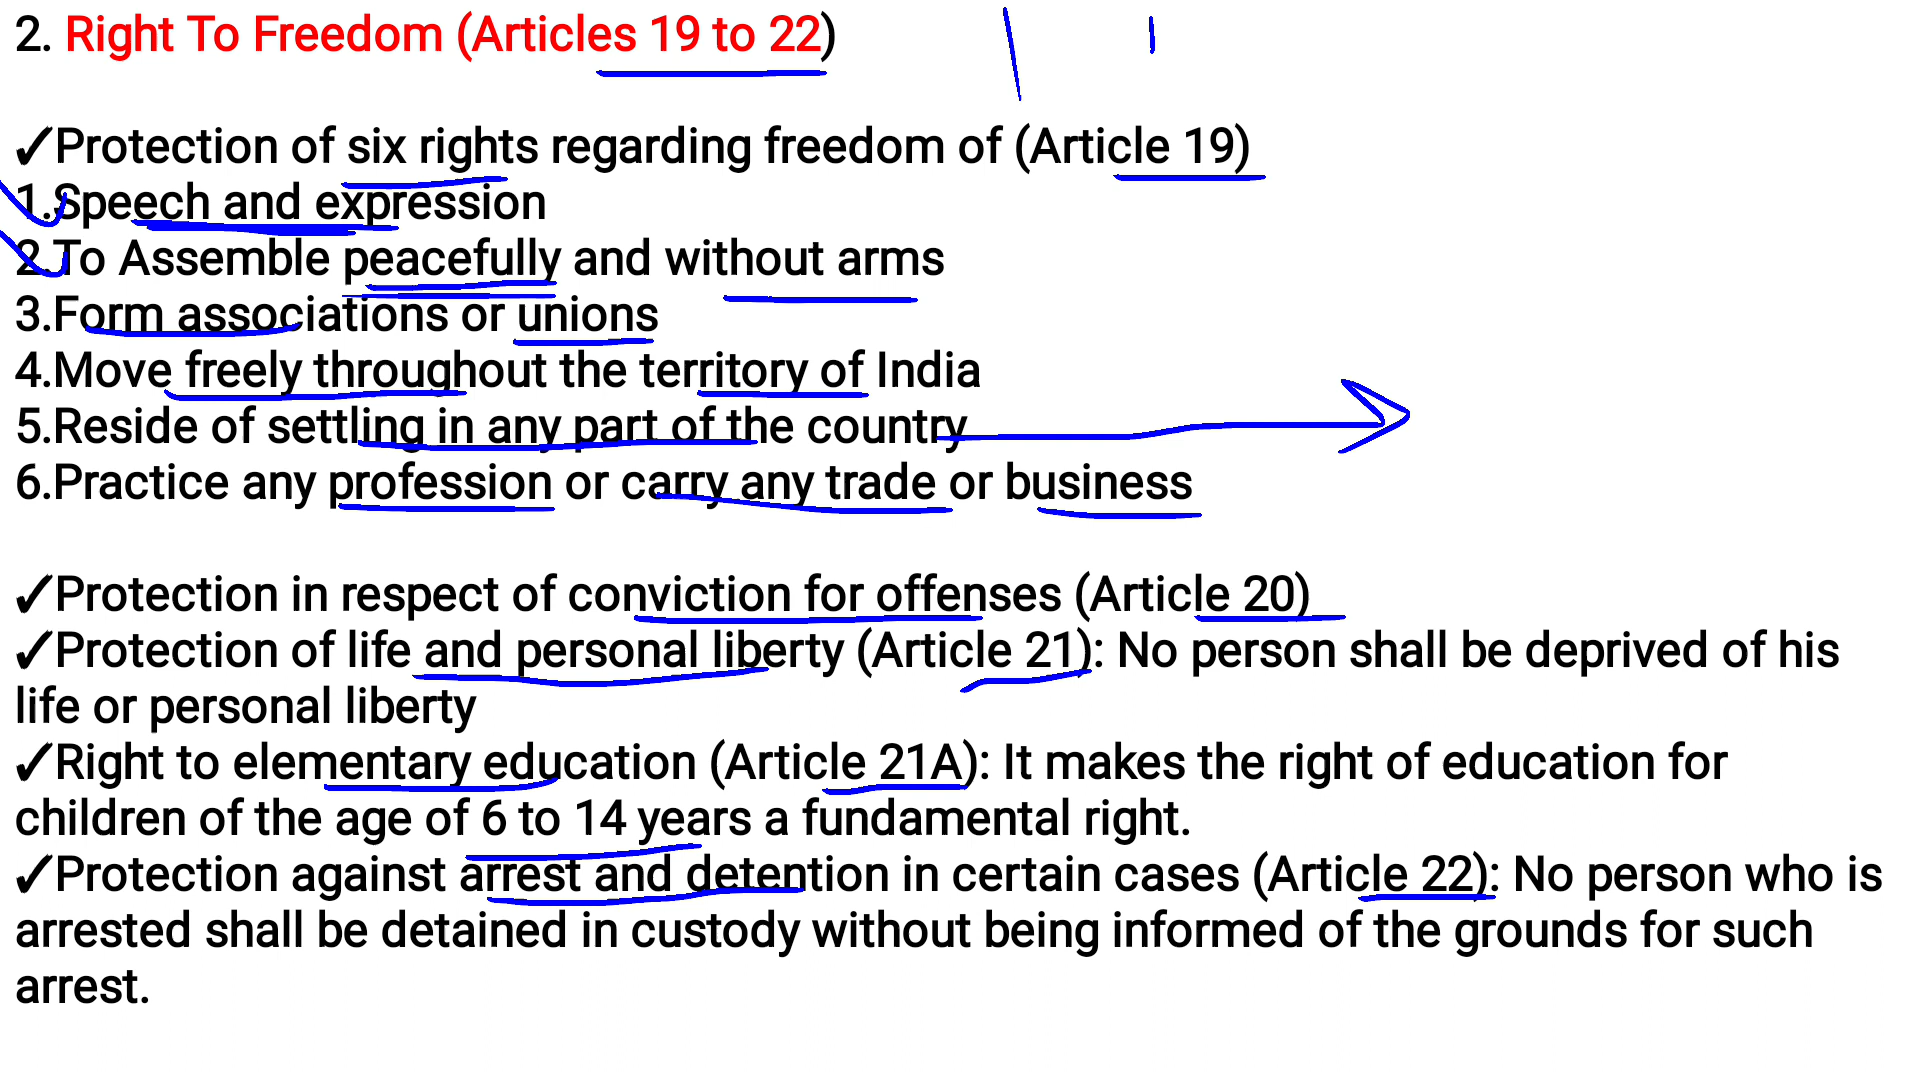 2. Right To Freedom (Articles 19 to 22)
✓Protection of six rights regarding freedom of (Article 19)
1.Speech and expression
2.To Assemble peacefully and without arms
3.Form associations or unions
4.Move freely throughout the territory of India
5.Reside of settling in any part of the country
6.Practice any profession or carry any trade or business
✓Protection in respect of conviction for offenses (Article 20)
✓Protection of life and personal liberty (Article 21): No person shall be deprived of his
life or personal liberty
✓Right to elementary education (Article 21A): It makes the right of education for
children of the age of 6 to 14 years a fundamental right.
✓Protection against arrest and detention in certain cases (Article 22): No person who is
arrested shall be detained in custody without being informed of the grounds for such
arrest.